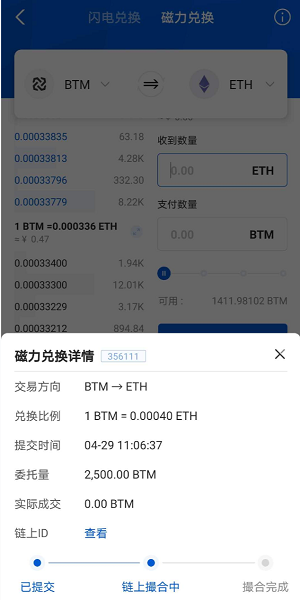 闪电兑换 磁力兑换
BTM ETH
0.00033835 63.18
0.00033813 4.28K
收到数量
0.00033796 332.30
0.00 ETH
0.00033779 8.22K
支付数量
1 BTM =0.000336 ETH
=¥ 0.47
0.00 BTM
0.00033400 1.94K
0.00033300 12.01K
0.00033229 3.17K
可用： 1411.98102 BTM
0.00033212 894.84
磁力兑换详情 356111
交易方向 BTM → ETH
兑换比例 1 BTM = 0.00040 ETH
提交时间 04-29 11:06:37
委托量 2,500.00 BTM
实际成交 0.00 BTM
链上ID 查看
已提交 链上撮合中 撮合完成